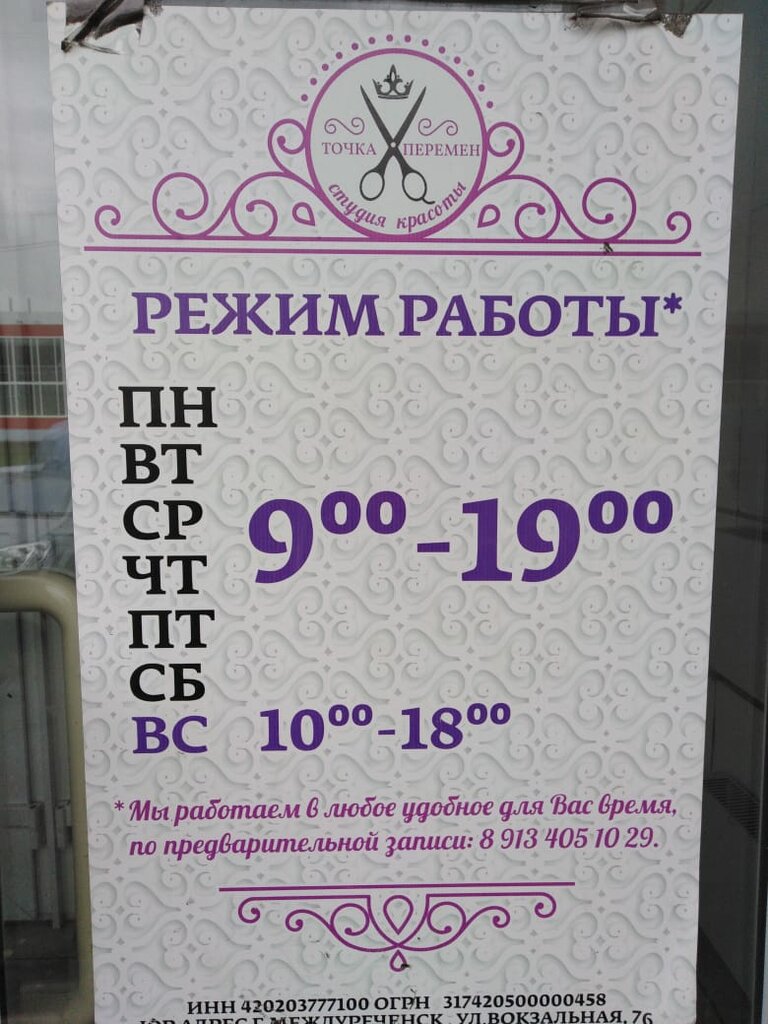 ТОЧКА ПЕРЕМЕН
студия красоты
РЕЖИМ РАБОТЫ*
ПН
ВТ
СР
9⁰⁰-19⁰⁰
ЧТ
ПТ
СБ
ВС 10⁰⁰-18⁰⁰
*Мы работаем в любое удобное для Вас время,
по предварительной записи: 8 913 405 10 29.
ИНН 420203777100 ОГРН 317420500000458
ЮР.АДРЕС Г.МЕЖДУРЕЧЕНСК, УЛ.ВОКЗАЛЬНАЯ, 76